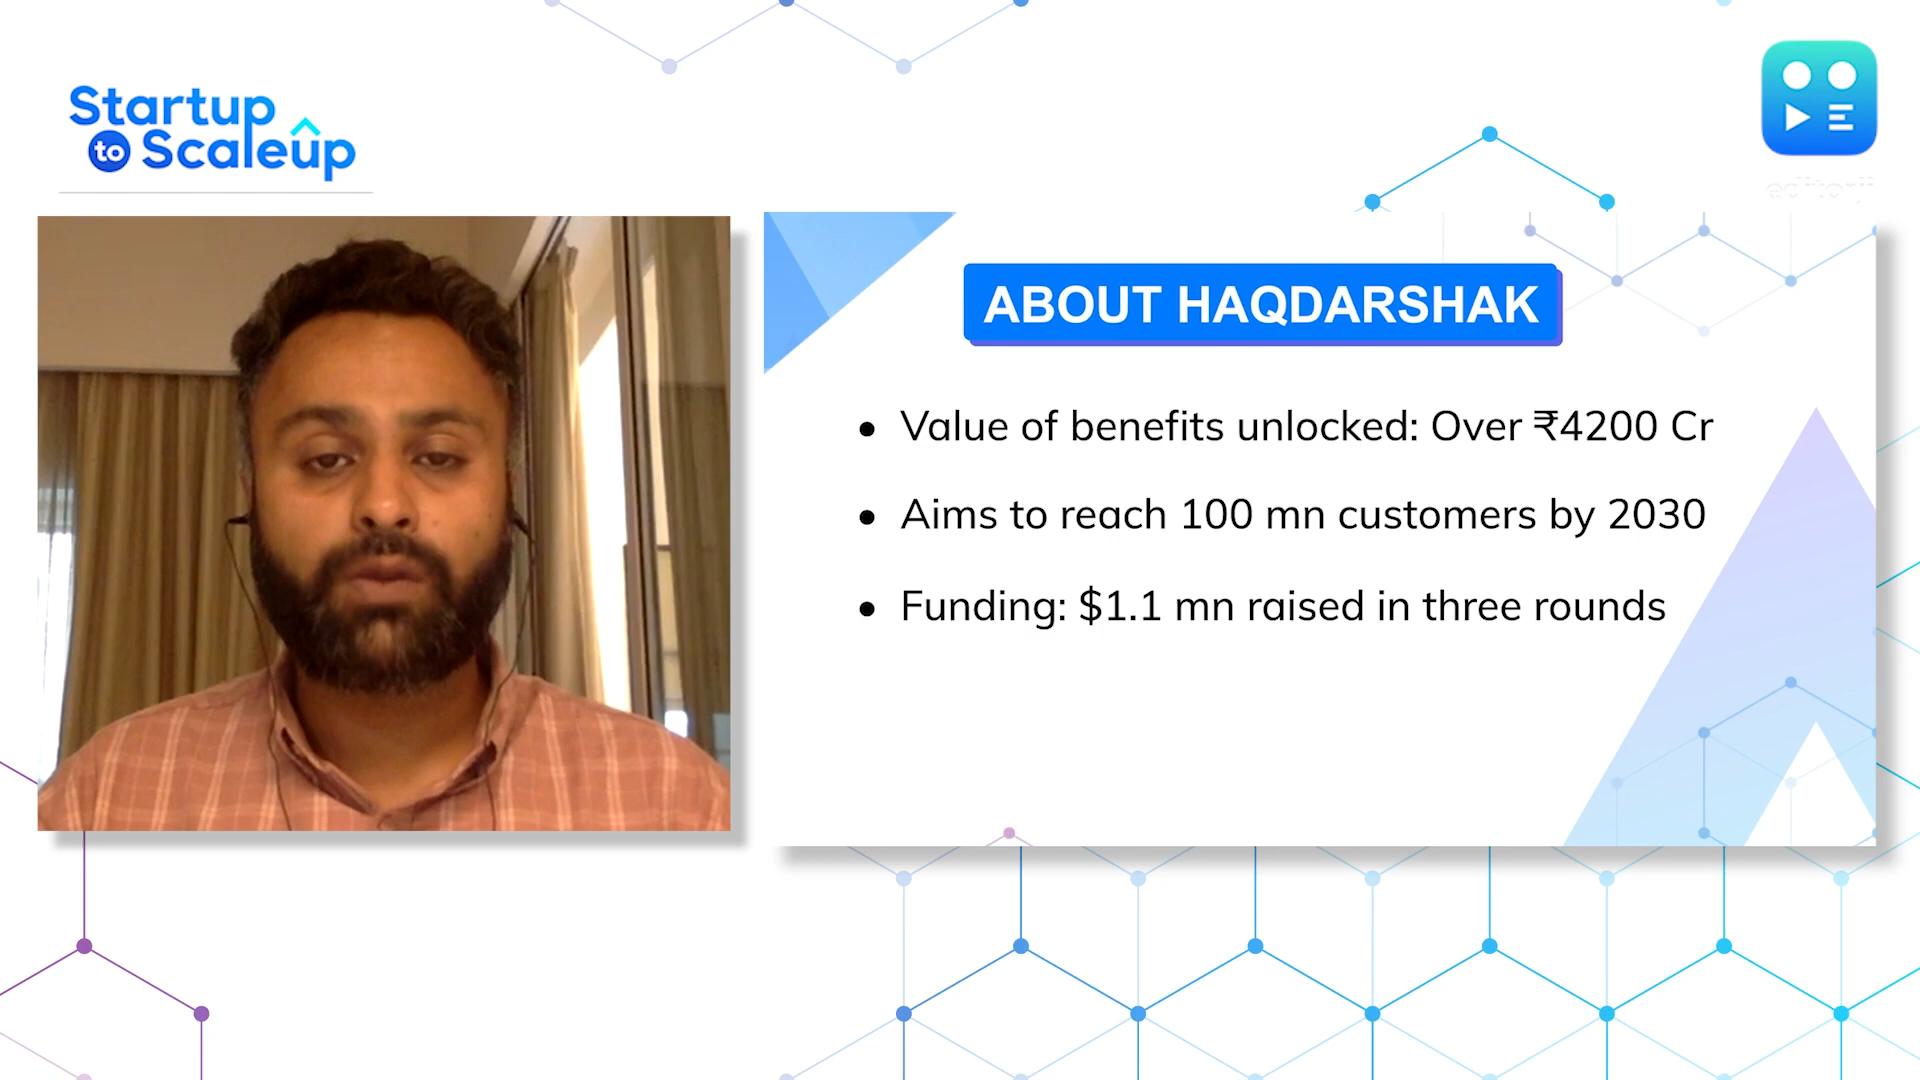 Startup
to Scaleup
editorji
ABOUT HAQDARSHAK
• Value of benefits unlocked: Over ₹4200 Cr
• Aims to reach 100 mn customers by 2030
• Funding: $1.1 mn raised in three rounds